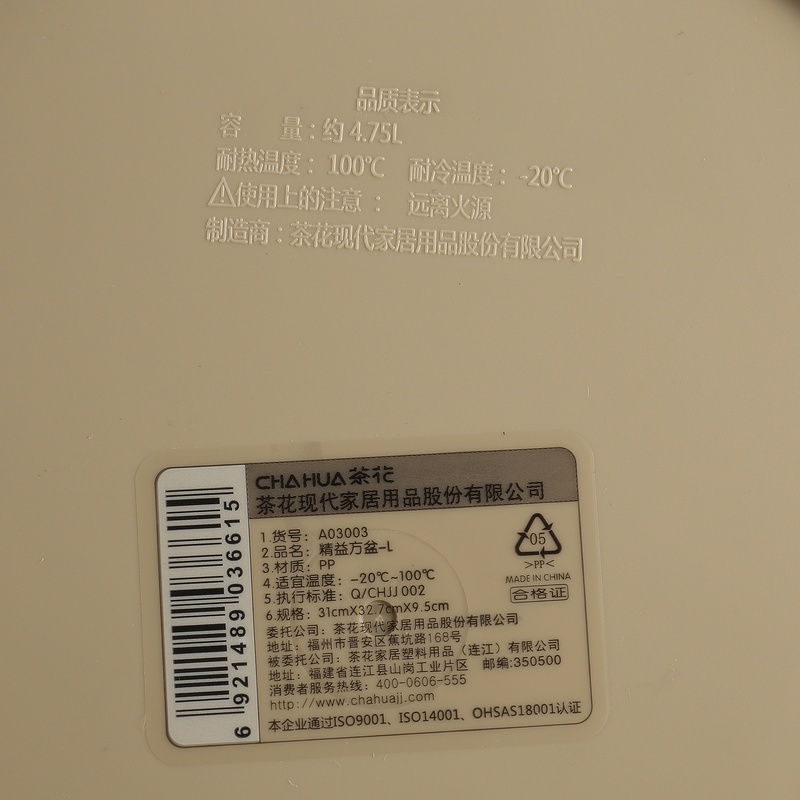 品质表示
容 量：约 4.75L
耐热温度：100℃ 耐冷温度：-20℃
⚠使用上的注意：远离火源
制造商：茶花现代家居用品股份有限公司
CHAHUA茶花
茶花现代家居用品股份有限公司
1.货号：A03003
2.品名：精益方盆-L
3.材质：PP
4.适宜温度：-20℃~100℃
5.执行标准：Q/CHJJ 002
6.规格：31cmX32.7cmX9.5cm
委托公司：茶花现代家居用品股份有限公司
地址：福州市晋安区蕉坑路168号
被委托公司：茶花家居塑料用品（连江）有限公司
地址：福建省连江县山岗工业片区 邮编:350500
消费者服务热线：400-0606-555
http://www.chahuajj.com
本企业通过ISO9001、ISO14001、OHSAS18001认证
05
>PP<
MADE IN CHINA
合格证
6 921489 036615